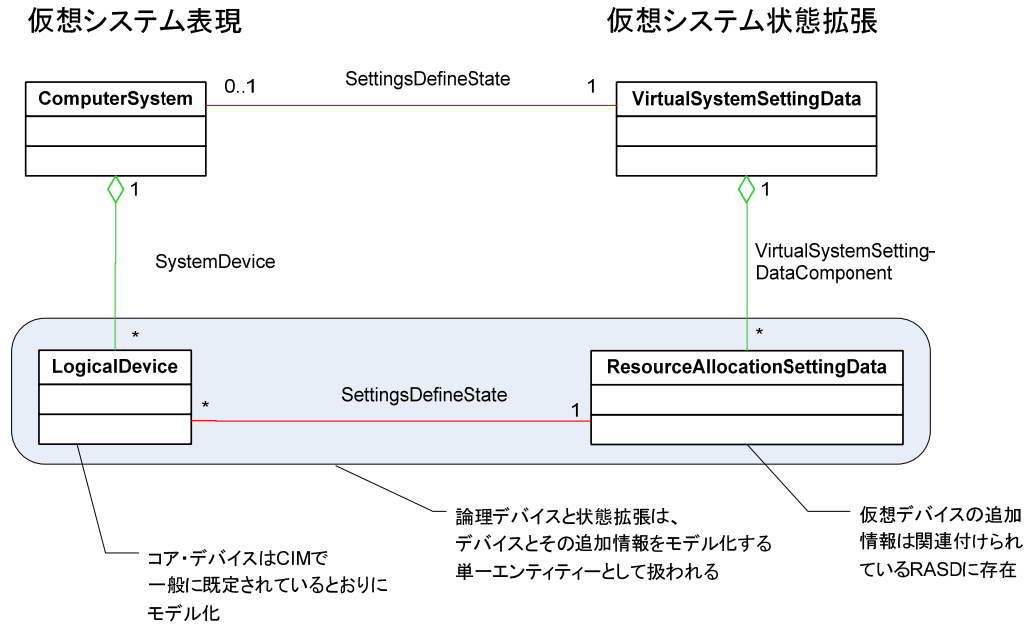 仮想システム表現
仮想システム状態拡張
SettingsDefineState
0..1
1
ComputerSystem
VirtualSystemSettingData
1
1
SystemDevice
VirtualSystemSetting-
DataComponent
*
*
LogicalDevice
ResourceAllocationSettingData
SettingsDefineState
*
1
論理デバイスと状態拡張は、
デバイスとその追加情報をモデル化する
単一エンティティーとして扱われる
仮想デバイスの追加
情報は関連付けられ
ているRASDに存在
コア・デバイスはCIMで
一般に既定されているとおりに
モデル化